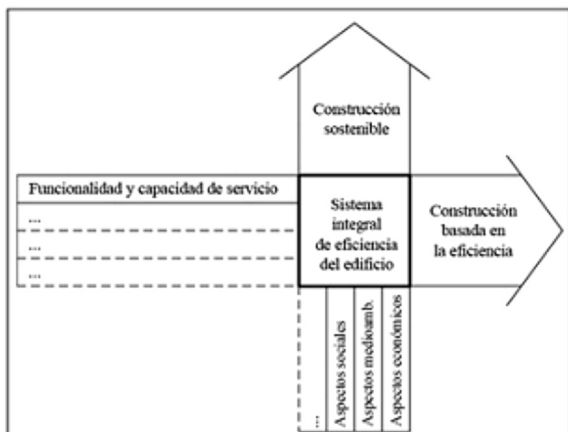 Construcción
sostenible
Funcionalidad y capacidad de servicio
...
...
...
Sistema
integral
de eficiencia
del edificio
Construcción
basada en
la eficiencia
...
Aspectos sociales
Aspectos medioamb.
Aspectos económicos